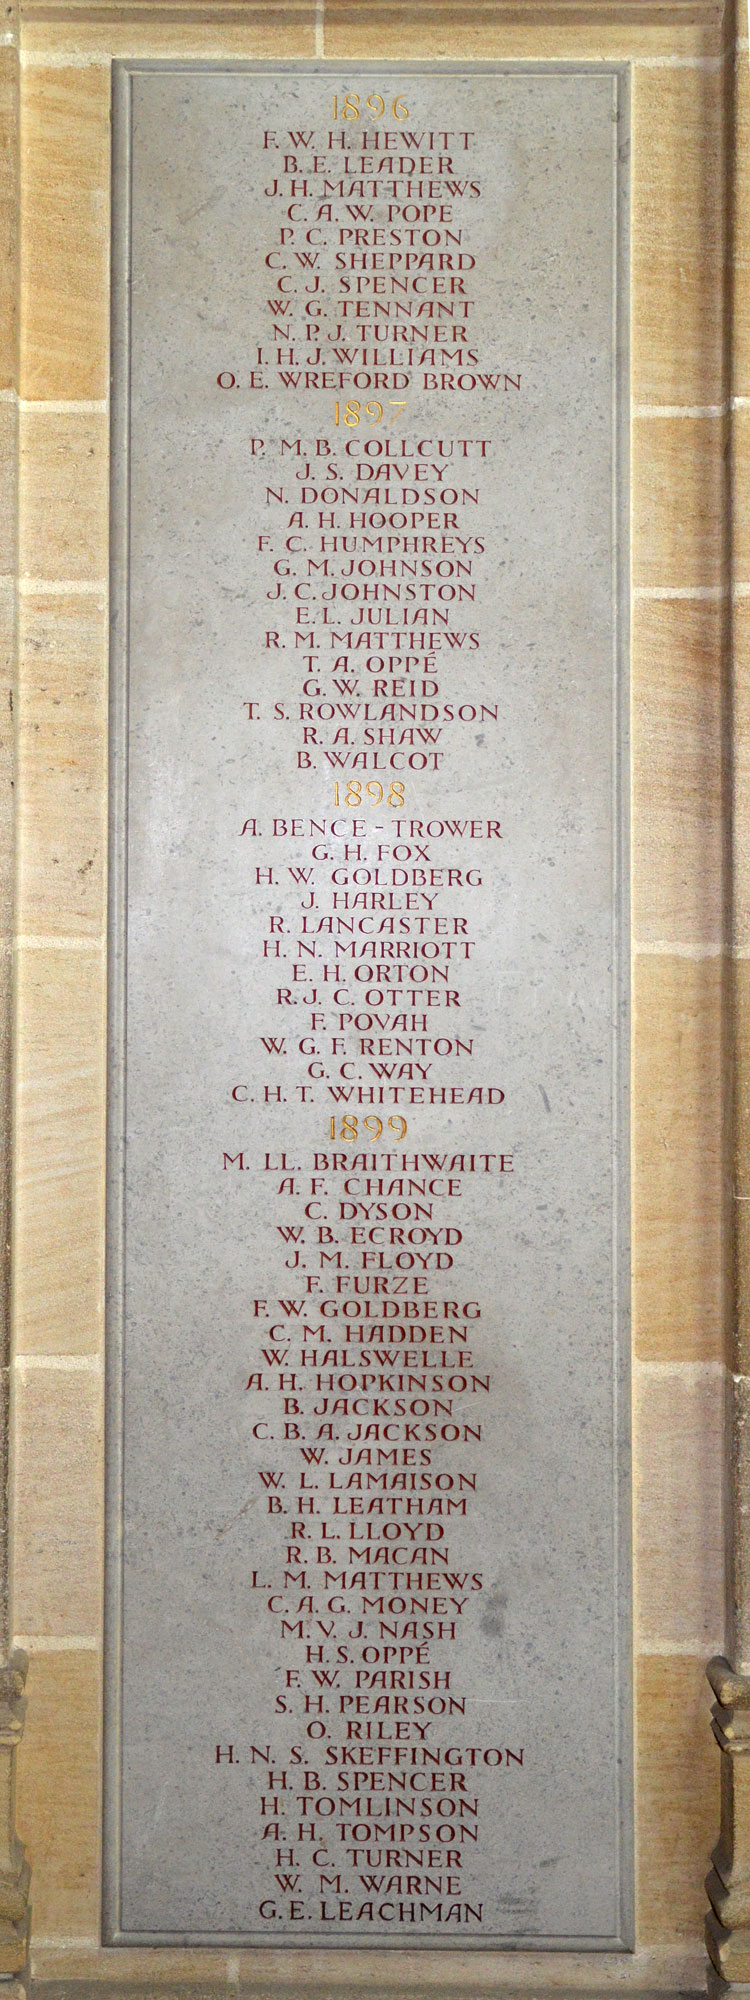 1896
F. W. H. HEWITT
B. E. LEADER
J. H. MATTHEWS
C. A. W. POPE
P. C. PRESTON
C. W. SHEPPARD
C. J. SPENCER
W. G. TENNANT
N. P. J. TURNER
I. H. J. WILLIAMS
O. E. WREFORD BROWN
1897
P. M. B. COLLCUTT
J. S. DAVEY
N. DONALDSON
A. H. HOOPER
F. C. HUMPHREYS
G. M. JOHNSON
J. C. JOHNSTON
E. L. JULIAN
R. M. MATTHEWS
T. A. OPPÉ
G. W. REID
T. S. ROWLANDSON
R. A. SHAW
B. WALCOT
1898
A. BENCE - TROWER
G. H. FOX
H. W. GOLDBERG
J. HARLEY
R. LANCASTER
H. N. MARRIOTT
E. H. ORTON
R. J. C. OTTER
F. POVAH
W. G. F. RENTON
G. C. WAY
C. H. T. WHITEHEAD
1899
M. LL. BRAITHWAITE
A. F. CHANCE
C. DYSON
W. B. ECROYD
J. M. FLOYD
F. FURZE
F. W. GOLDBERG
C. M. HADDEN
W. HALSWELLE
A. H. HOPKINSON
B. JACKSON
C. B. A. JACKSON
W. JAMES
W. L. LAMAISON
B. H. LEATHAM
R. L. LLOYD
R. B. MACAN
L. M. MATTHEWS
C. A. G. MONEY
M. V. J. NASH
H. S. OPPÉ
F. W. PARISH
S. H. PEARSON
O. RILEY
H. N. S. SKEFFINGTON
H. B. SPENCER
H. TOMLINSON
A. H. TOMPSON
H. C. TURNER
W. M. WARNE
G. E. LEACHMAN